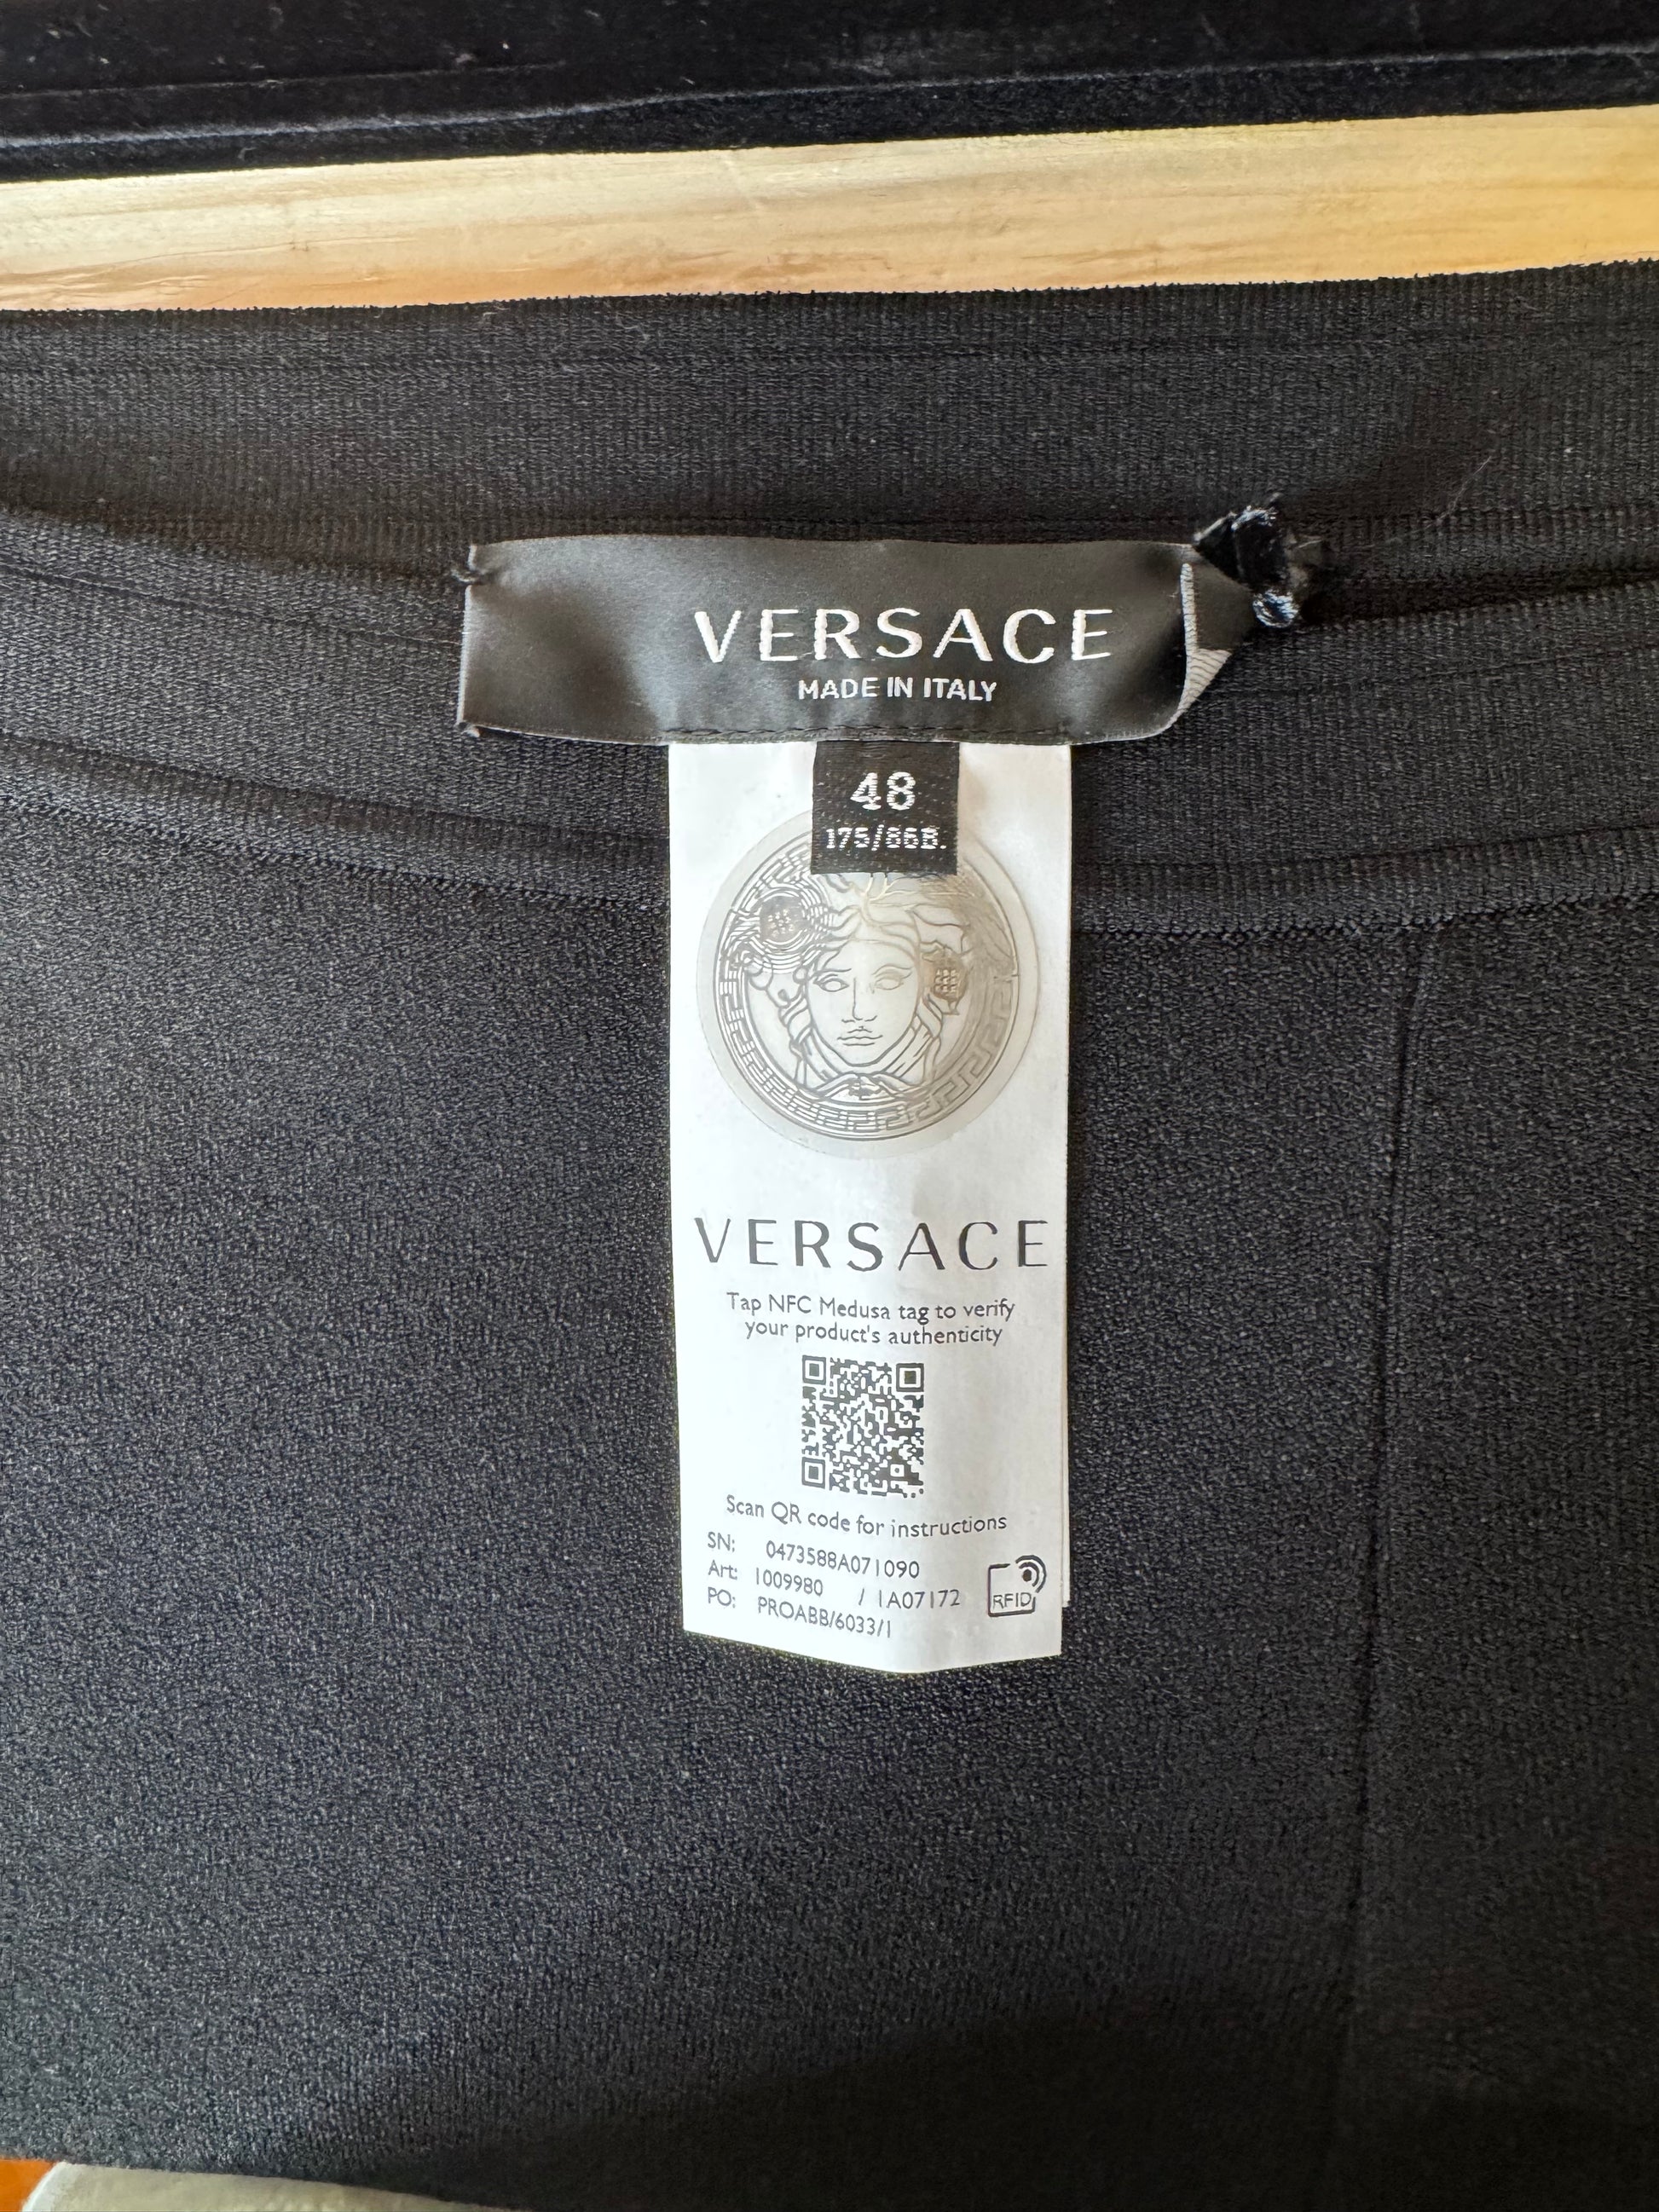 VERSACE
MADE IN ITALY
48
175/86B.
VERSACE
Tap NFC Medusa tag to verify
your product's authenticity
Scan QR code for instructions
SN: 0473588A071090
Art: 1009980 / 1A07172
PO: PROABB/6033/1
RFID